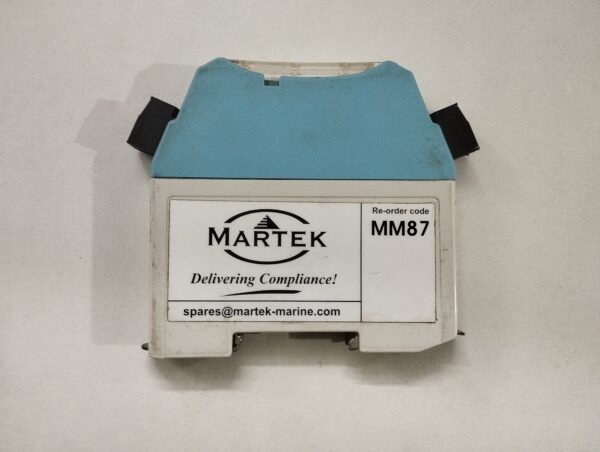 MARTEK
Delivering Compliance!
spares@martek-marine.com
Re-order code
MM87